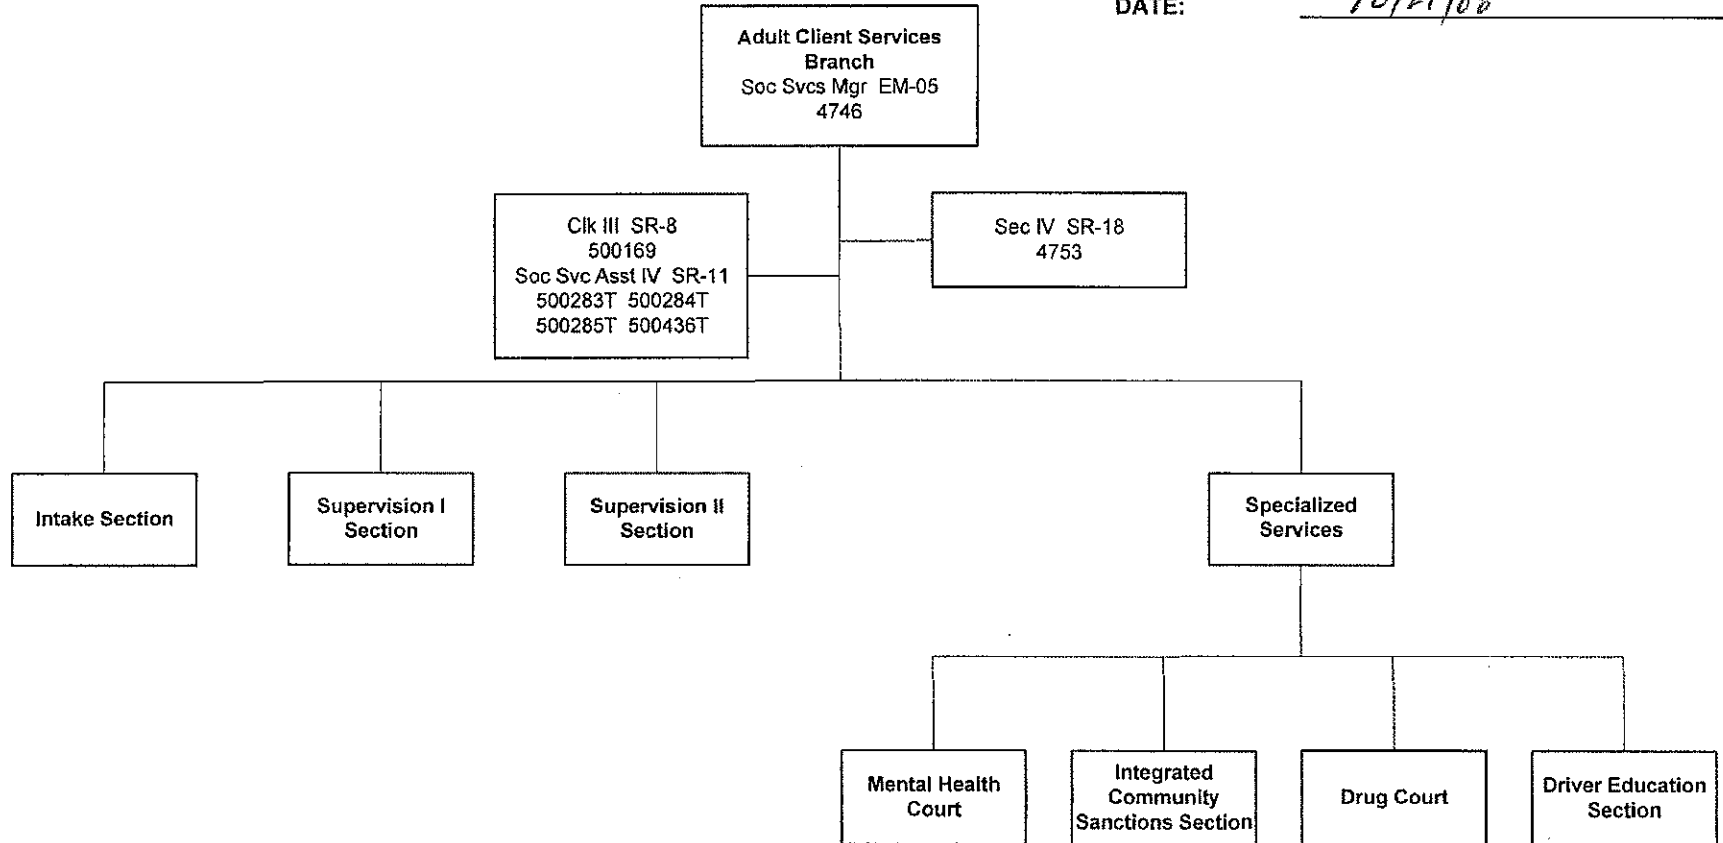 DATE:
Adult Client Services
Branch
Soc Svcs Mgr EM-05
4746
Clk III SR-8
500169
Soc Svc Asst IV SR-11
500283T 500284T
500285T 500436T
Sec IV SR-18
4753
Intake Section
Supervision I
Section
Supervision II
Section
Specialized
Services
Mental Health
Court
Integrated
Community
Sanctions Section
Drug Court
Driver Education
Section